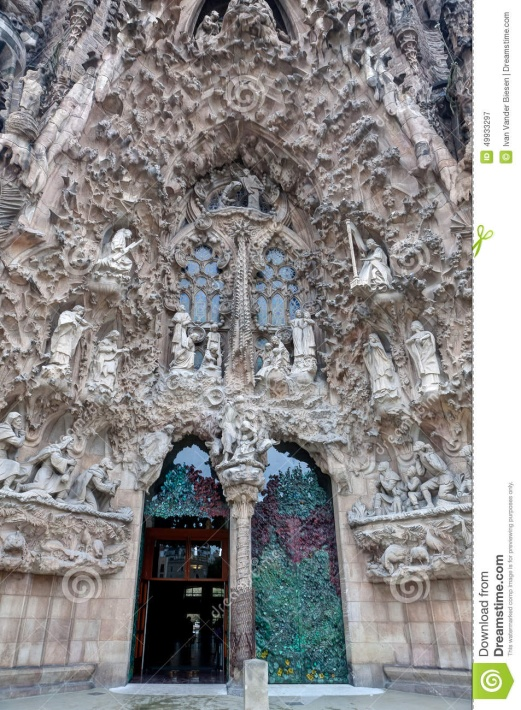 Download from
Dreamstime.com
This watermarked comp image is for previewing purposes only.
ID 49933297
© Ivan Vander Biesen | Dreamstime.com